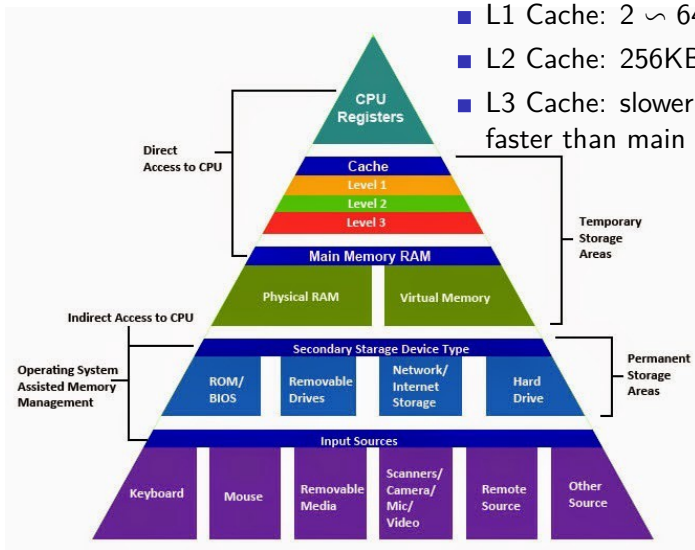 L1 Cache: 2 ∽ 64
L2 Cache: 256KB
L3 Cache: slower
faster than main
CPU
Registers
Direct
Access to CPU
Cache
Level 1
Level 2
Level 3
Temporary
Storage
Areas
Main Memory RAM
Physical RAM
Virtual Memory
Indirect Access to CPU
Secondary Starage Device Type
Operating System
Assisted Memory
Management
ROM/
BIOS
Removable
Drives
Network/
Internet
Storage
Hard
Drive
Permanent
Storage
Areas
Input Sources
Keyboard
Mouse
Removable
Media
Scanners/
Camera/
Mic/
Video
Remote
Source
Other
Source